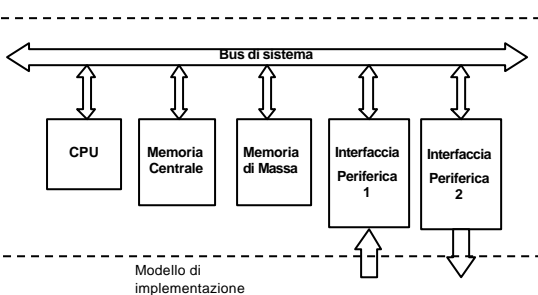 Bus di sistema
CPU
Memoria
Centrale
Memoria
di Massa
Interfaccia
Periferica
1
Interfaccia
Periferica
2
Modello di
implementazione